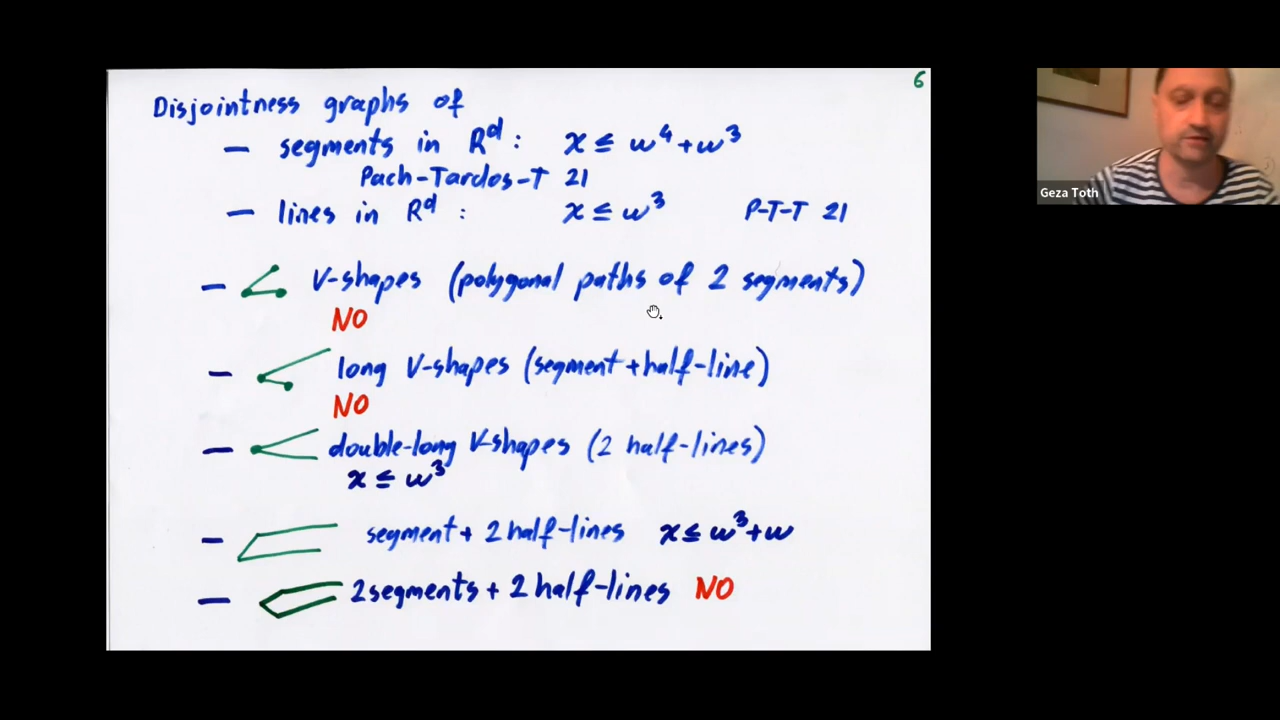 6
Disjointness graphs of
— segments in R^d : x ≤ w^4 + w^3
Pach-Tardos-T 21
— lines in R^d : x ≤ w^3 P-T-T 21
— V-shapes (polygonal paths of 2 segments)
NO
— long V-shapes (segment + half-line)
NO
— double-long V-shapes (2 half-lines)
x ≤ w^3
— segment + 2 half-lines x ≤ w^3 + w
— 2 segments + 2 half-lines NO
Geza Toth